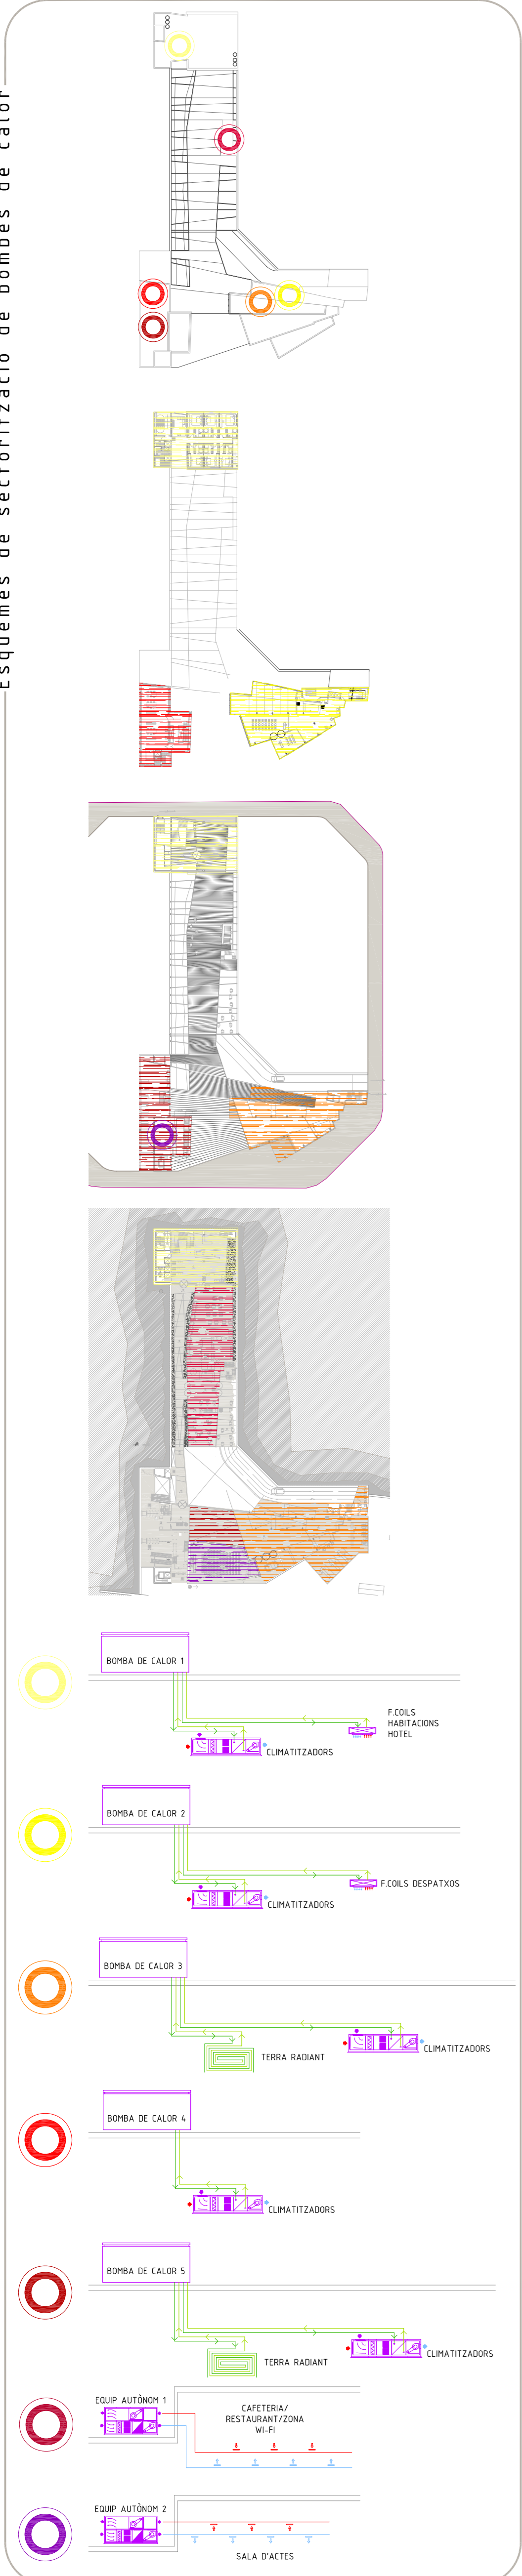 Esquemes de sectorització de bombes de calor
BOMBA DE CALOR 1
F.COILS
HABITACIONS
HOTEL
CLIMATITZADORS
BOMBA DE CALOR 2
F.COILS DESPATXOS
CLIMATITZADORS
BOMBA DE CALOR 3
CLIMATITZADORS
TERRA RADIANT
BOMBA DE CALOR 4
CLIMATITZADORS
BOMBA DE CALOR 5
CLIMATITZADORS
TERRA RADIANT
EQUIP AUTÒNOM 1
CAFETERIA/
RESTAURANT/ZONA
WI-FI
EQUIP AUTÒNOM 2
SALA D'ACTES